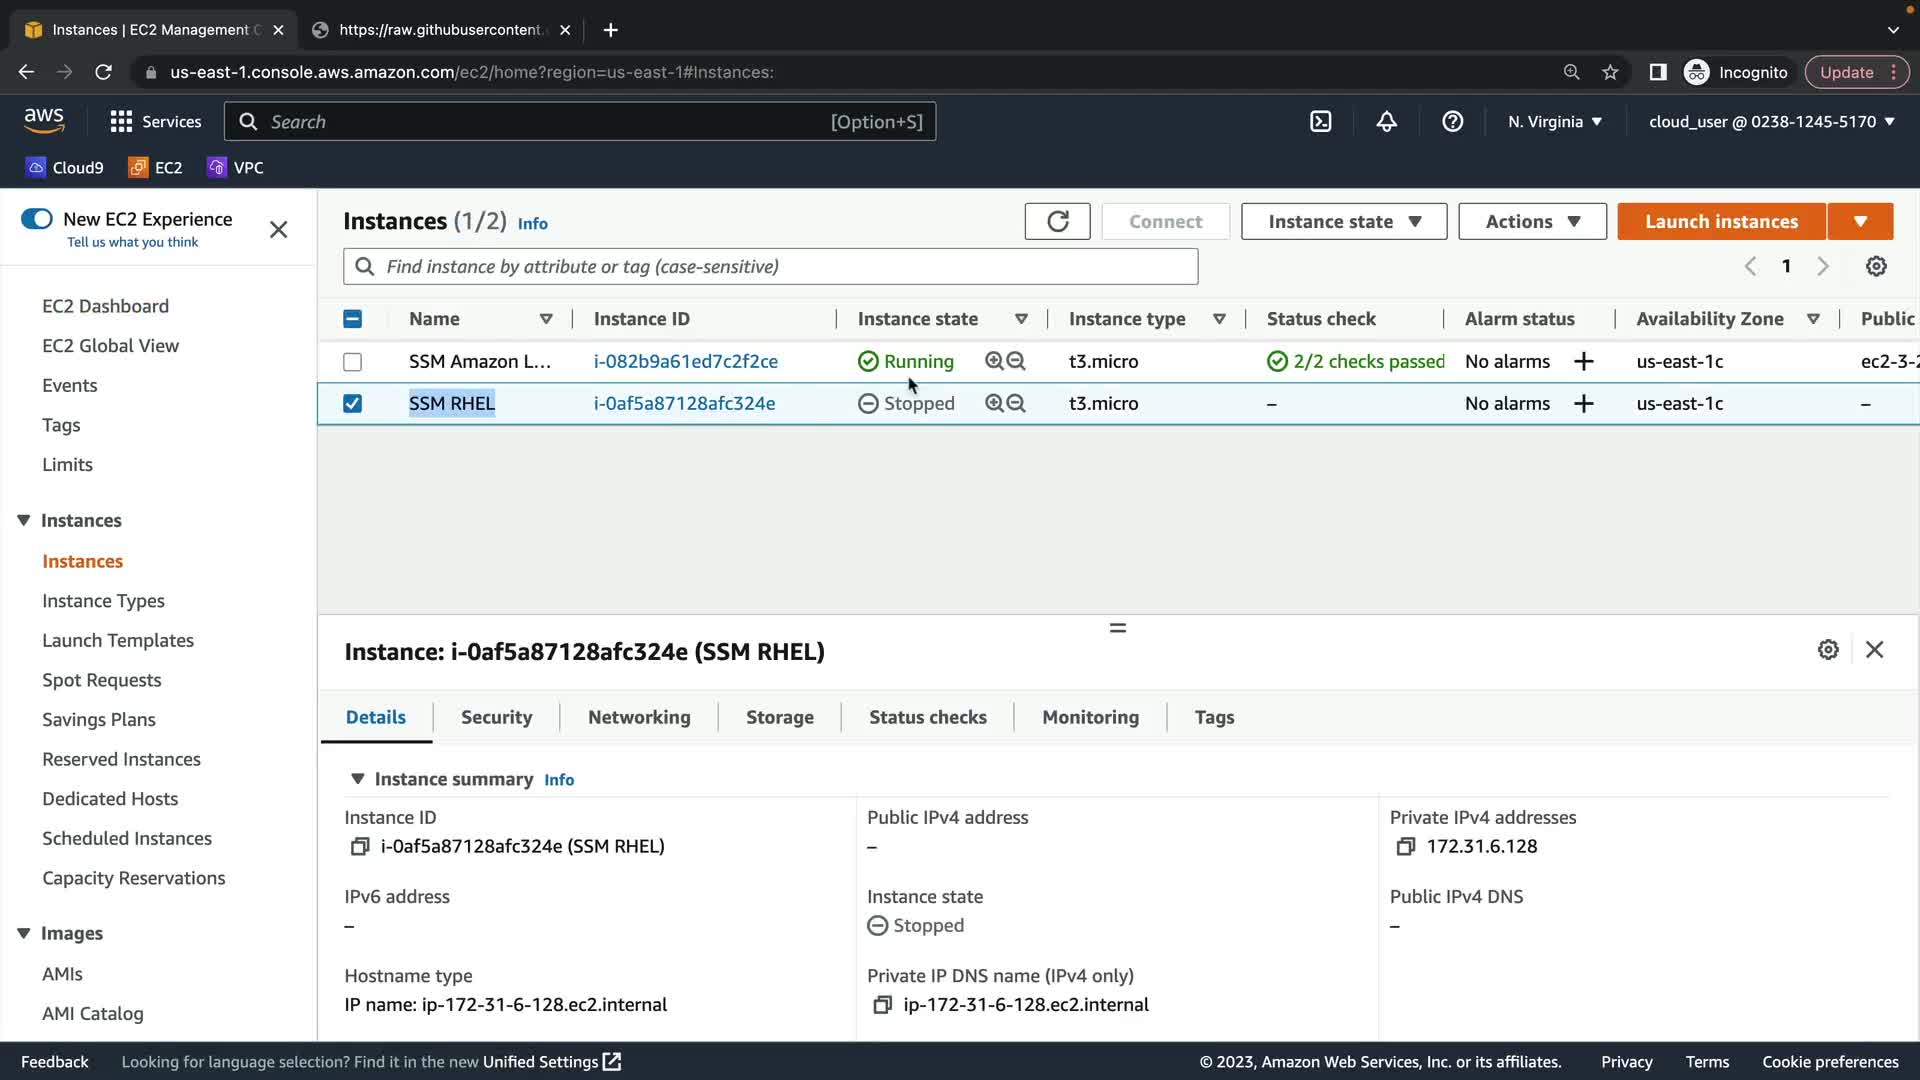 Instances | EC2 Management C
https://raw.githubusercontent.
us-east-1.console.aws.amazon.com/ec2/home?region=us-east-1#Instances:
Incognito
Update
aws
Services
Search
[Option+S]
N. Virginia
cloud_user @ 0238-1245-5170
Cloud9
EC2
VPC
New EC2 Experience
Tell us what you think
EC2 Dashboard
EC2 Global View
Events
Tags
Limits
Instances
Instances
Instance Types
Launch Templates
Spot Requests
Savings Plans
Reserved Instances
Dedicated Hosts
Scheduled Instances
Capacity Reservations
Images
AMIs
AMI Catalog
Instances (1/2) Info
Connect
Instance state
Actions
Launch instances
Find instance by attribute or tag (case-sensitive)
1
Name Instance ID Instance state Instance type Status check Alarm status Availability Zone Public
SSM Amazon L... i-082b9a61ed7c2f2ce Running t3.micro 2/2 checks passed No alarms + us-east-1c ec2-3-2
SSM RHEL i-0af5a87128afc324e Stopped t3.micro – No alarms + us-east-1c –
Instance: i-0af5a87128afc324e (SSM RHEL)
Details Security Networking Storage Status checks Monitoring Tags
Instance summary Info
Instance ID
i-0af5a87128afc324e (SSM RHEL)
Public IPv4 address
–
Private IPv4 addresses
172.31.6.128
IPv6 address
–
Instance state
Stopped
Public IPv4 DNS
–
Hostname type
IP name: ip-172-31-6-128.ec2.internal
Private IP DNS name (IPv4 only)
ip-172-31-6-128.ec2.internal
Feedback
Looking for language selection? Find it in the new Unified Settings
© 2023, Amazon Web Services, Inc. or its affiliates.
Privacy
Terms
Cookie preferences